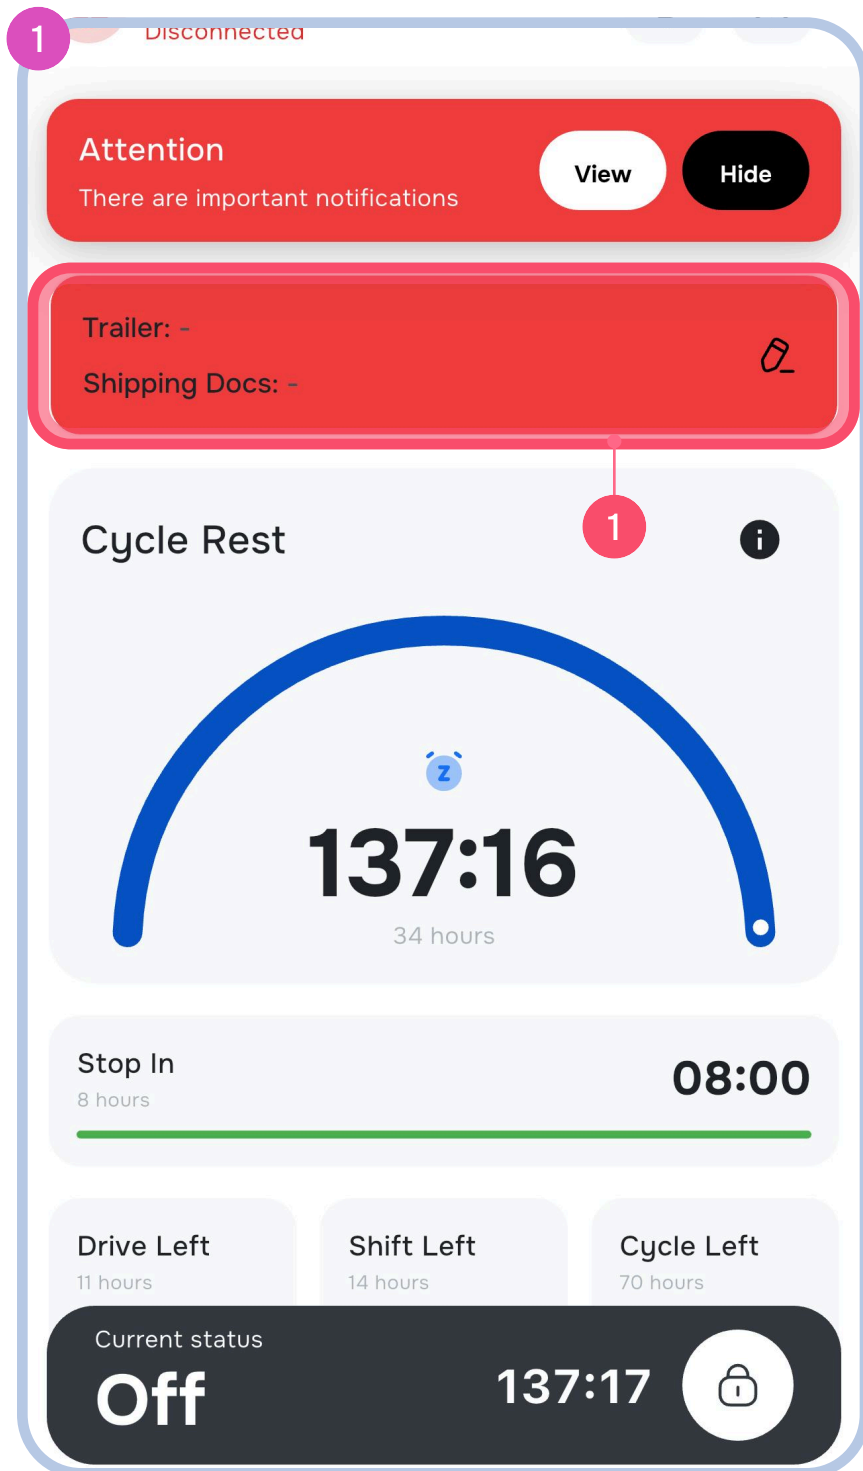 1
Disconnected
Attention
There are important notifications
View
Hide
Trailer: -
Shipping Docs: -
1
Cycle Rest
i
z
137:16
34 hours
Stop In
8 hours
08:00
Drive Left
11 hours
Shift Left
14 hours
Cycle Left
70 hours
Current status
Off
137:17